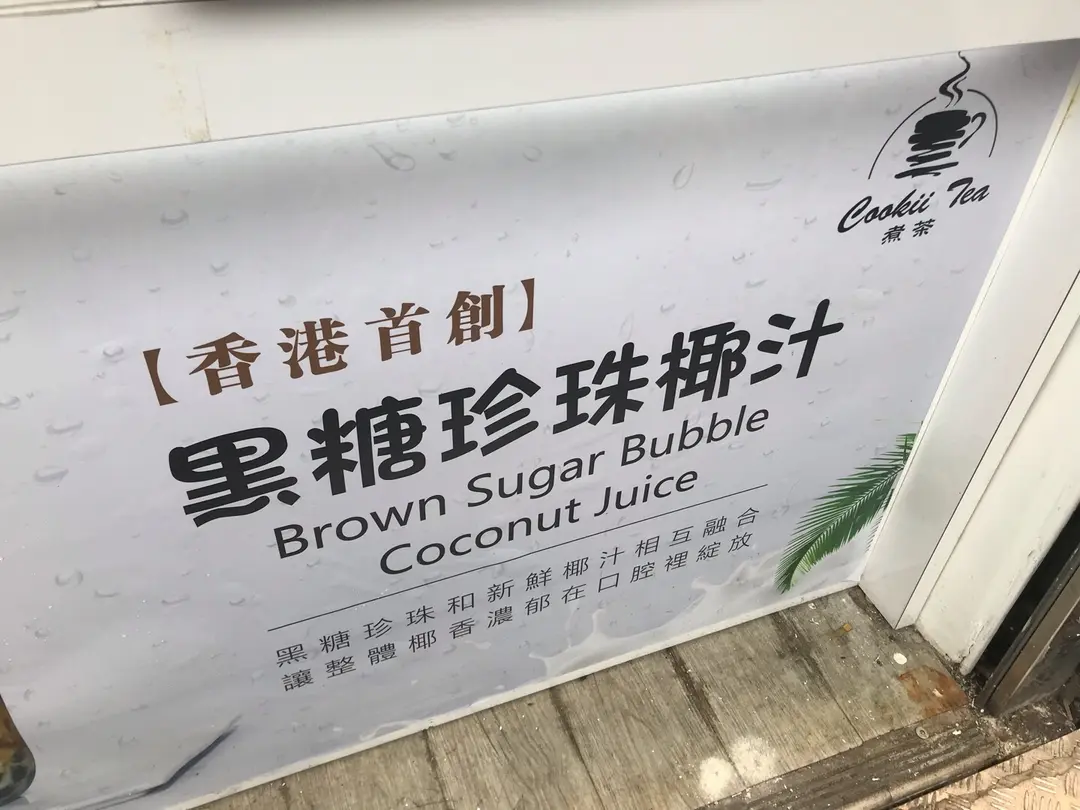 Cookii Tea
煮茶
【香港首創】
黑糖珍珠椰汁
Brown Sugar Bubble
Coconut Juice
黑糖珍珠和新鮮椰汁相互融合
讓整體椰香濃郁在口腔裡綻放